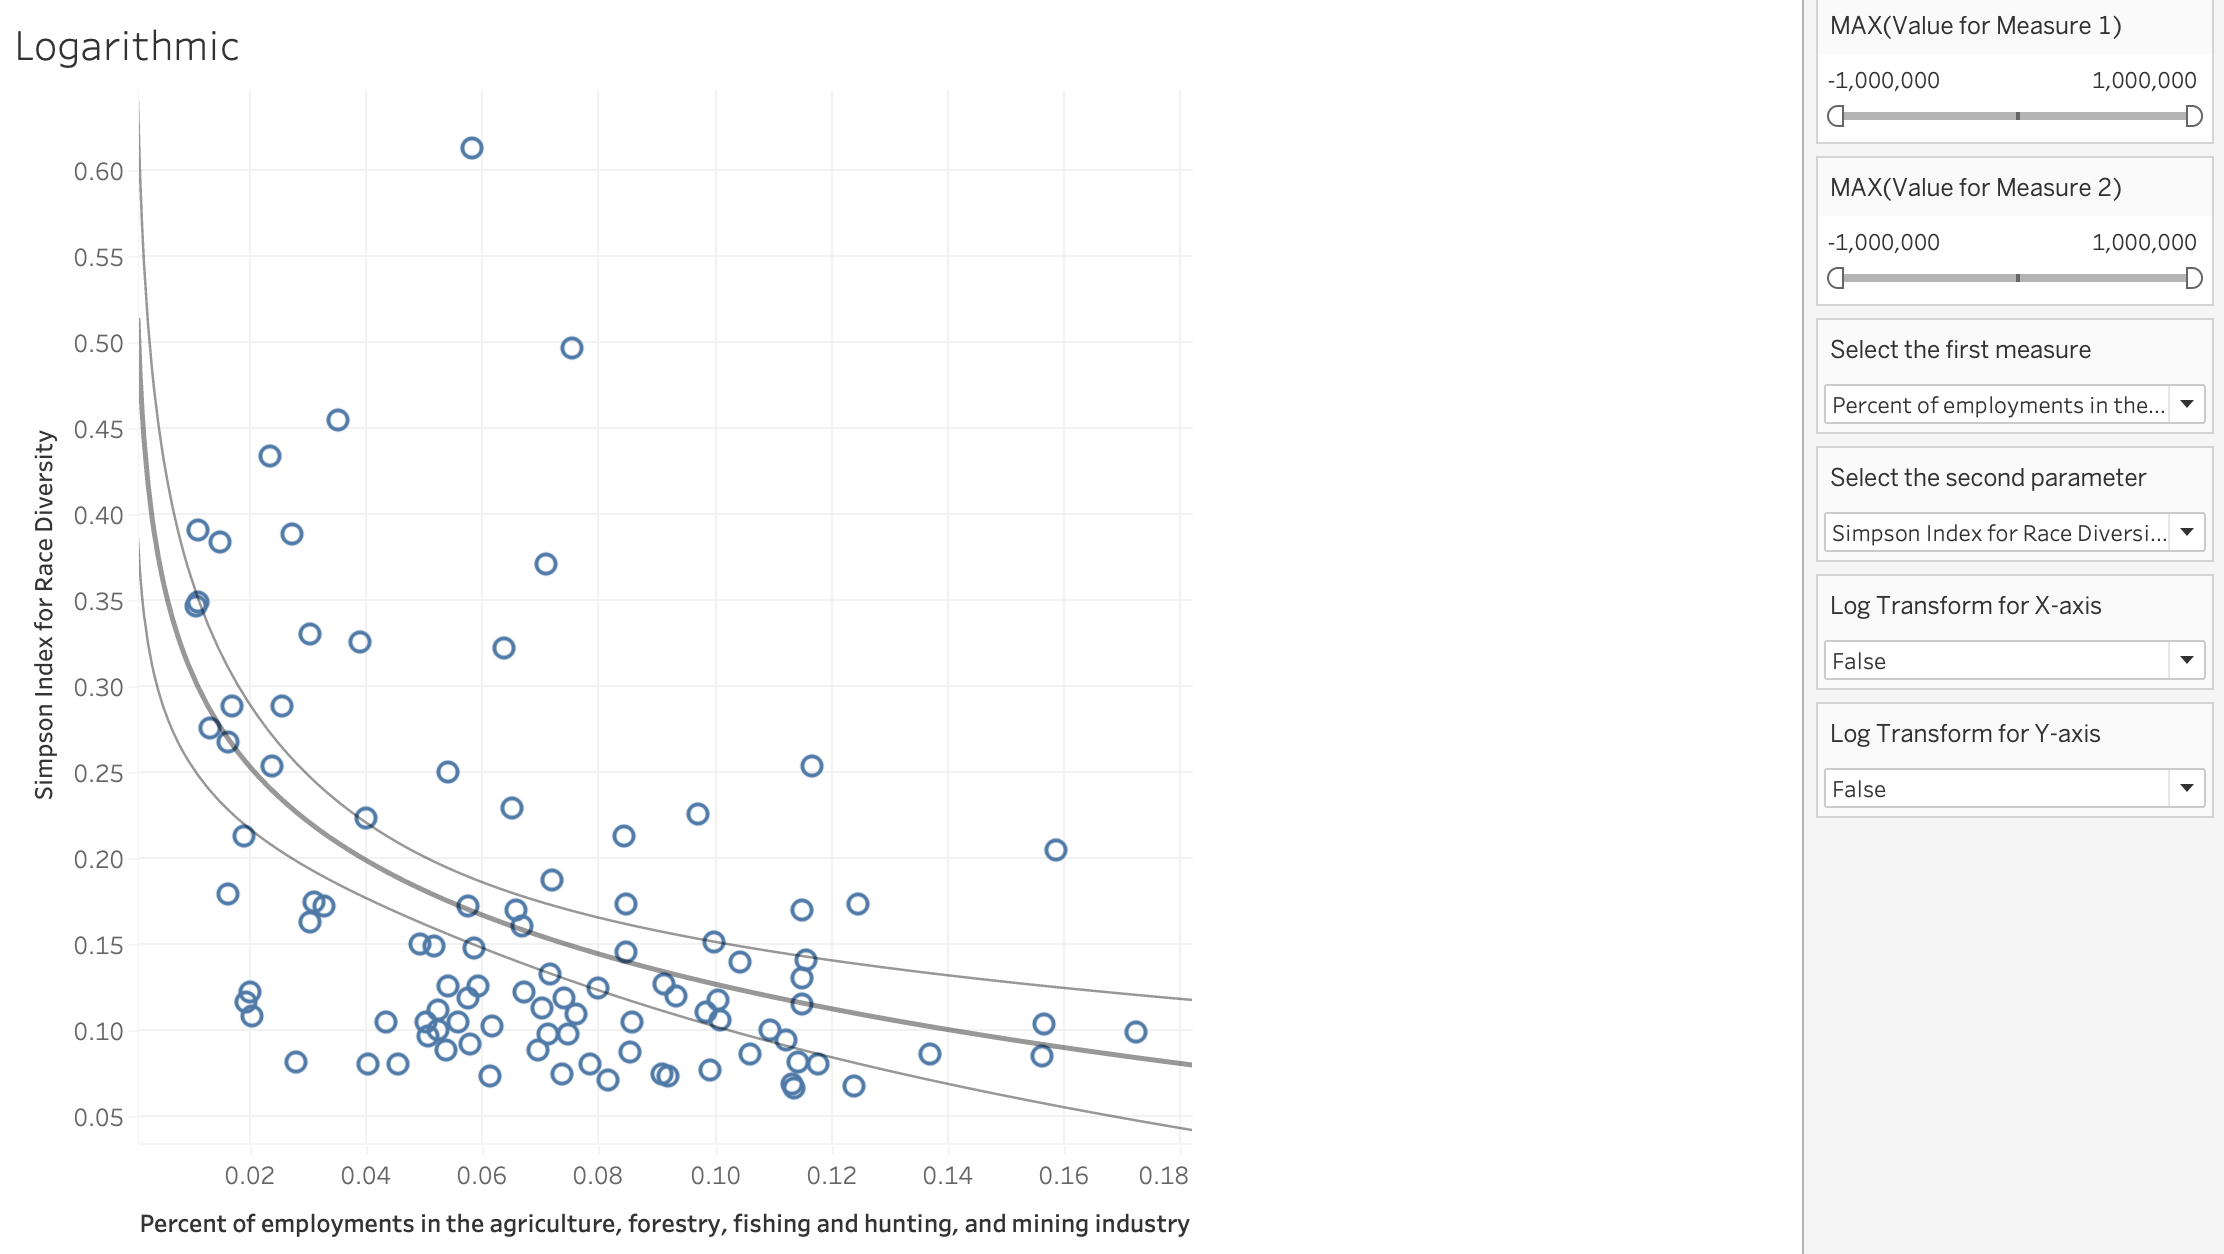 Logarithmic
0.60
0.55
0.50
0.45
0.40
0.35
0.30
0.25
0.20
0.15
0.10
0.05
Simpson Index for Race Diversity
0.02 0.04 0.06 0.08 0.10 0.12 0.14 0.16 0.18
Percent of employments in the agriculture, forestry, fishing and hunting, and mining industry
MAX(Value for Measure 1)
-1,000,000 1,000,000
MAX(Value for Measure 2)
-1,000,000 1,000,000
Select the first measure
Percent of employments in the...
Select the second parameter
Simpson Index for Race Diversi...
Log Transform for X-axis
False
Log Transform for Y-axis
False